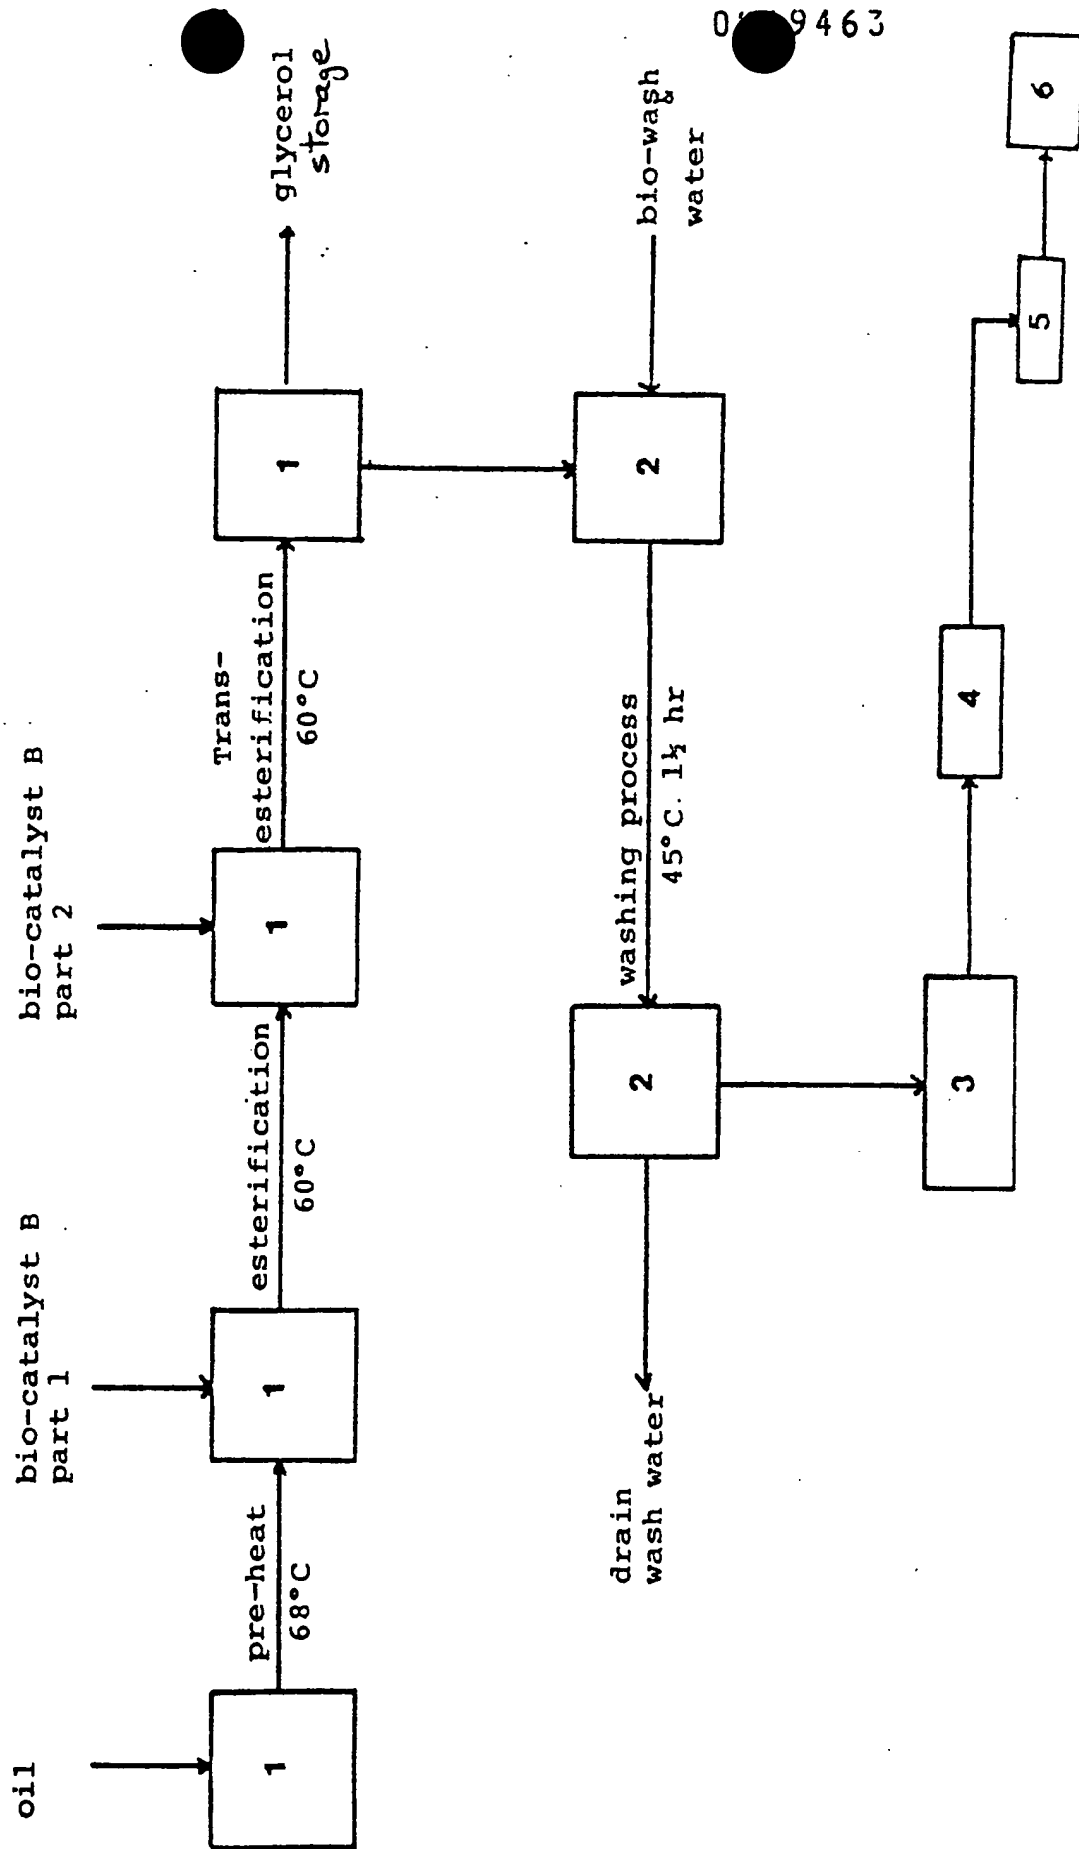 oil
bio-catalyst B
part 1
bio-catalyst B
part 2
1
pre-heat
68°C
1
esterification
60°C
1
Trans-
esterification
60°C
1
glycerol
storage
drain
wash water
2
washing process
45°C. 1½ hr
2
bio-wash
water
3
4
5
6
9463